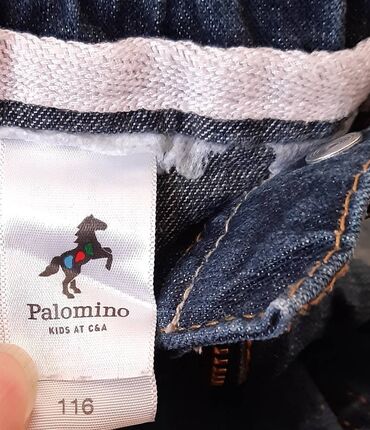 Palomino
KIDS AT C&A
116